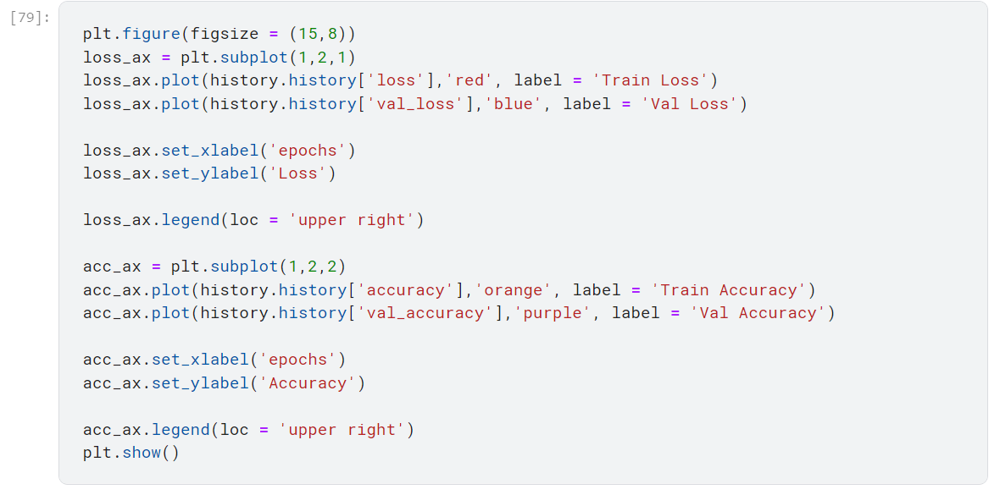 [79]:
plt.figure(figsize = (15,8))
loss_ax = plt.subplot(1,2,1)
loss_ax.plot(history.history['loss'],'red', label = 'Train Loss')
loss_ax.plot(history.history['val_loss'],'blue', label = 'Val Loss')
loss_ax.set_xlabel('epochs')
loss_ax.set_ylabel('Loss')
loss_ax.legend(loc = 'upper right')
acc_ax = plt.subplot(1,2,2)
acc_ax.plot(history.history['accuracy'],'orange', label = 'Train Accuracy')
acc_ax.plot(history.history['val_accuracy'],'purple', label = 'Val Accuracy')
acc_ax.set_xlabel('epochs')
acc_ax.set_ylabel('Accuracy')
acc_ax.legend(loc = 'upper right')
plt.show()